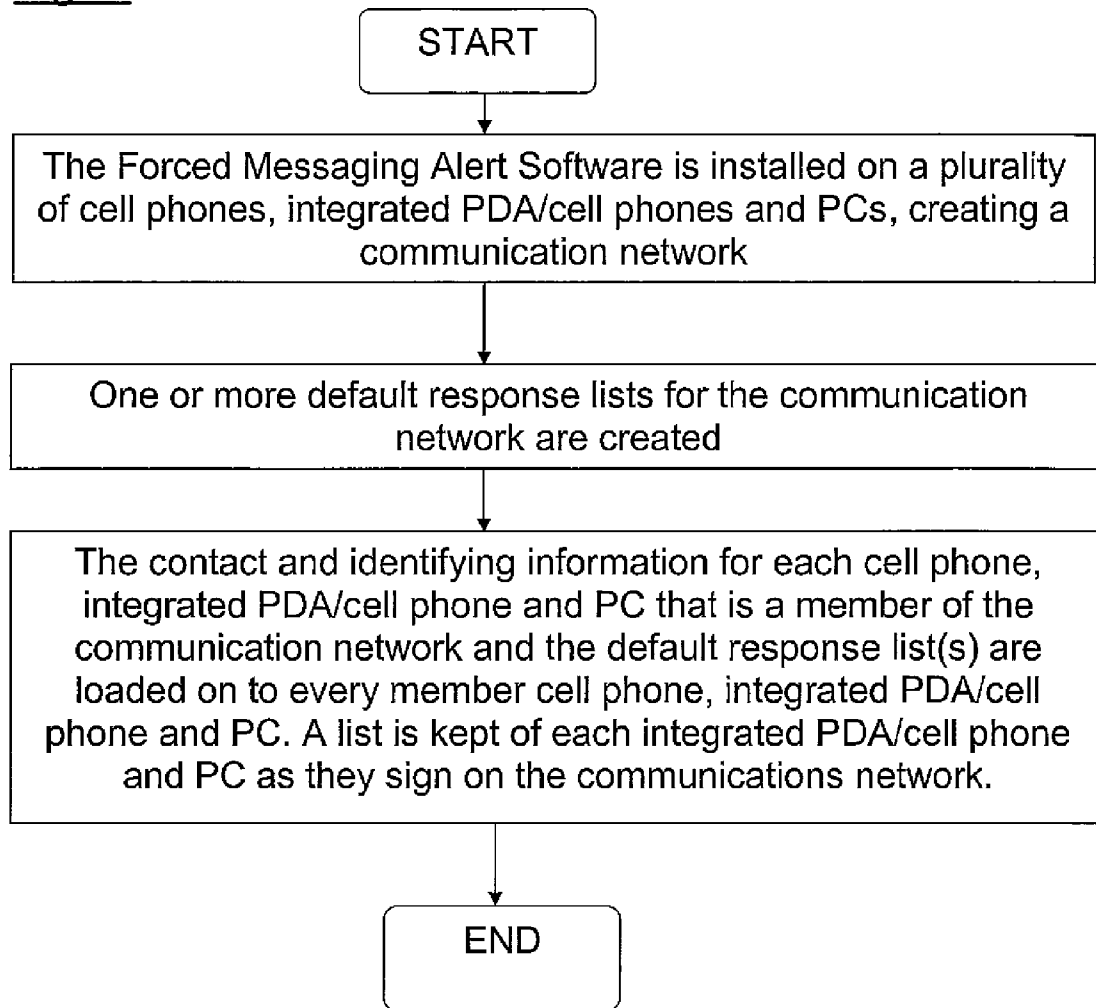 START
The Forced Messaging Alert Software is installed on a plurality
of cell phones, integrated PDA/cell phones and PCs, creating a
communication network
One or more default response lists for the communication
network are created
The contact and identifying information for each cell phone,
integrated PDA/cell phone and PC that is a member of the
communication network and the default response list(s) are
loaded on to every member cell phone, integrated PDA/cell
phone and PC. A list is kept of each integrated PDA/cell phone
and PC as they sign on the communications network.
END